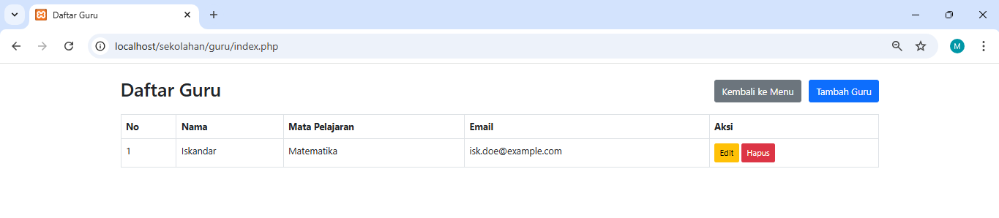 Daftar Guru
localhost/sekolahan/guru/index.php
M
Daftar Guru
Kembali ke Menu Tambah Guru
No Nama Mata Pelajaran Email Aksi
1 Iskandar Matematika isk.doe@example.com Edit Hapus